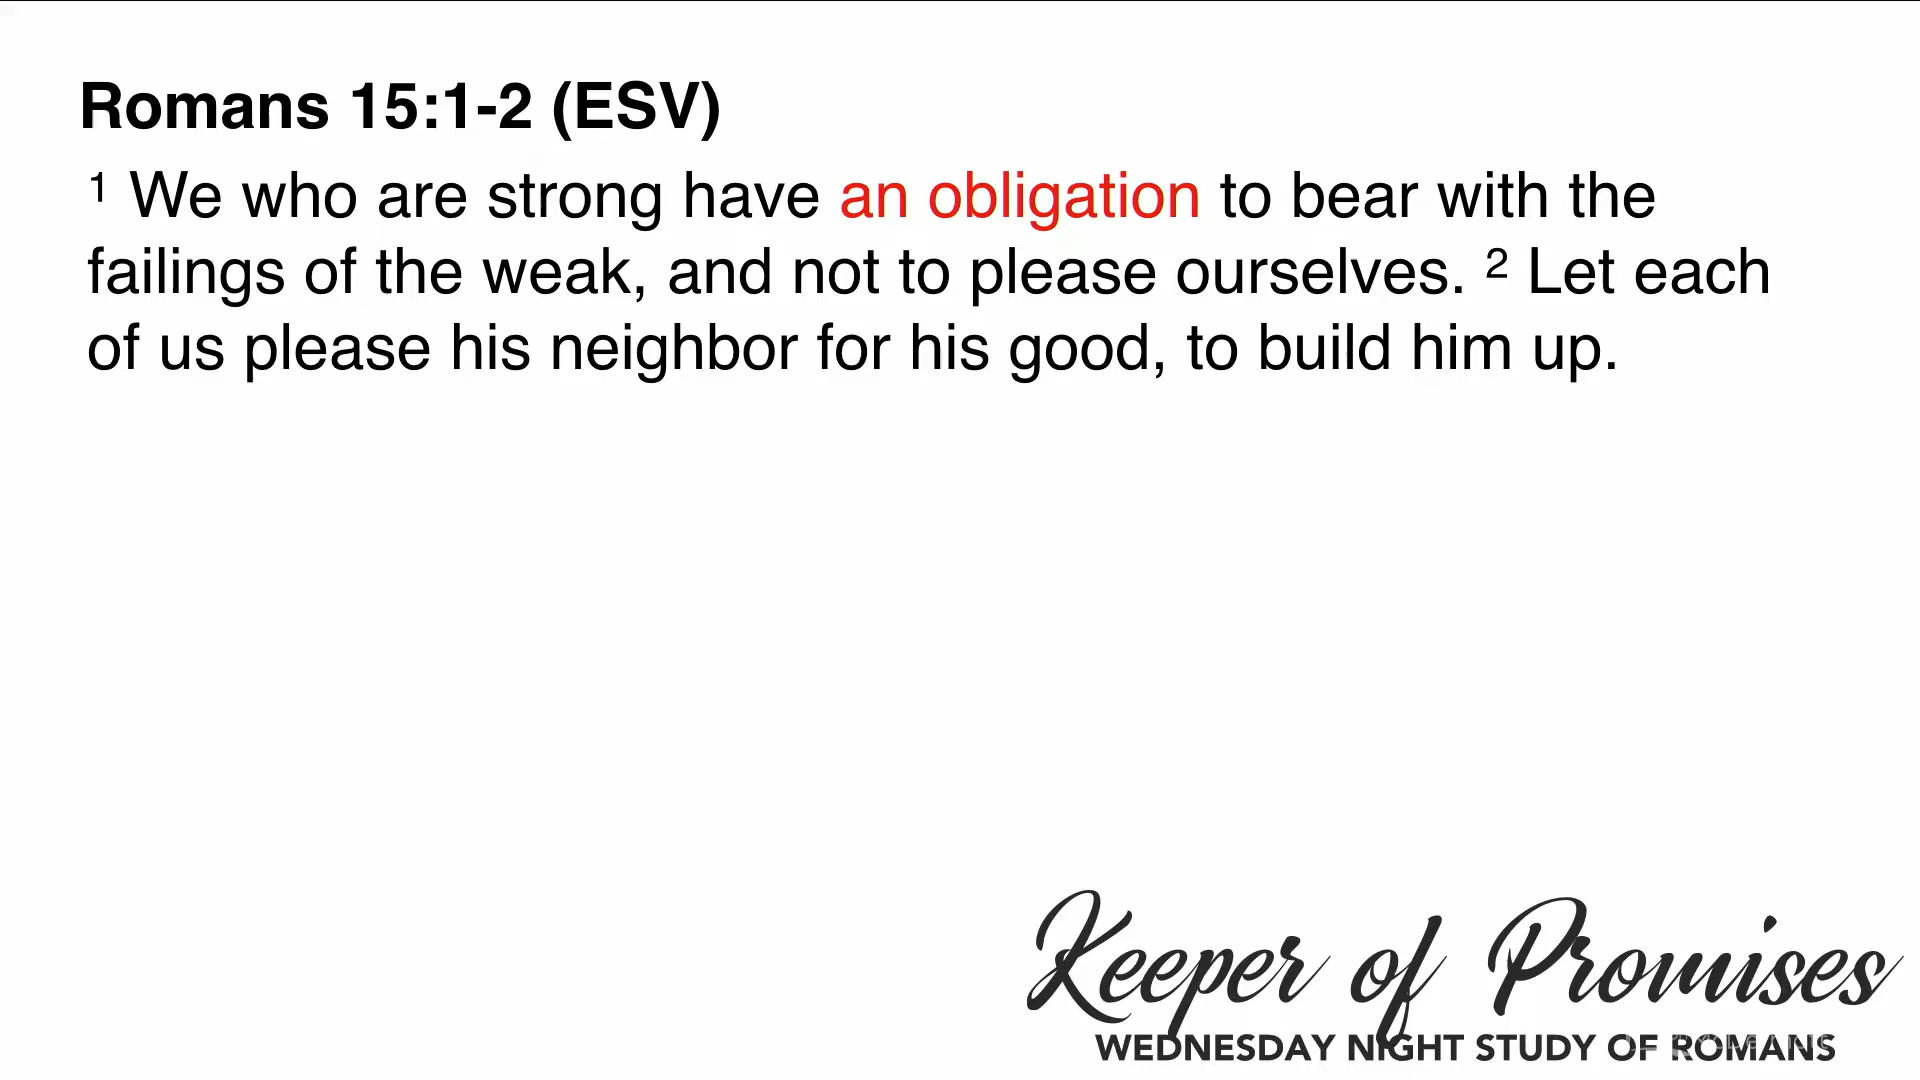 Romans 15:1-2 (ESV)
1 We who are strong have an obligation to bear with the
failings of the weak, and not to please ourselves. 2 Let each
of us please his neighbor for his good, to build him up.
Keeper of Promises
WEDNESDAY NIGHT STUDY OF ROMANS